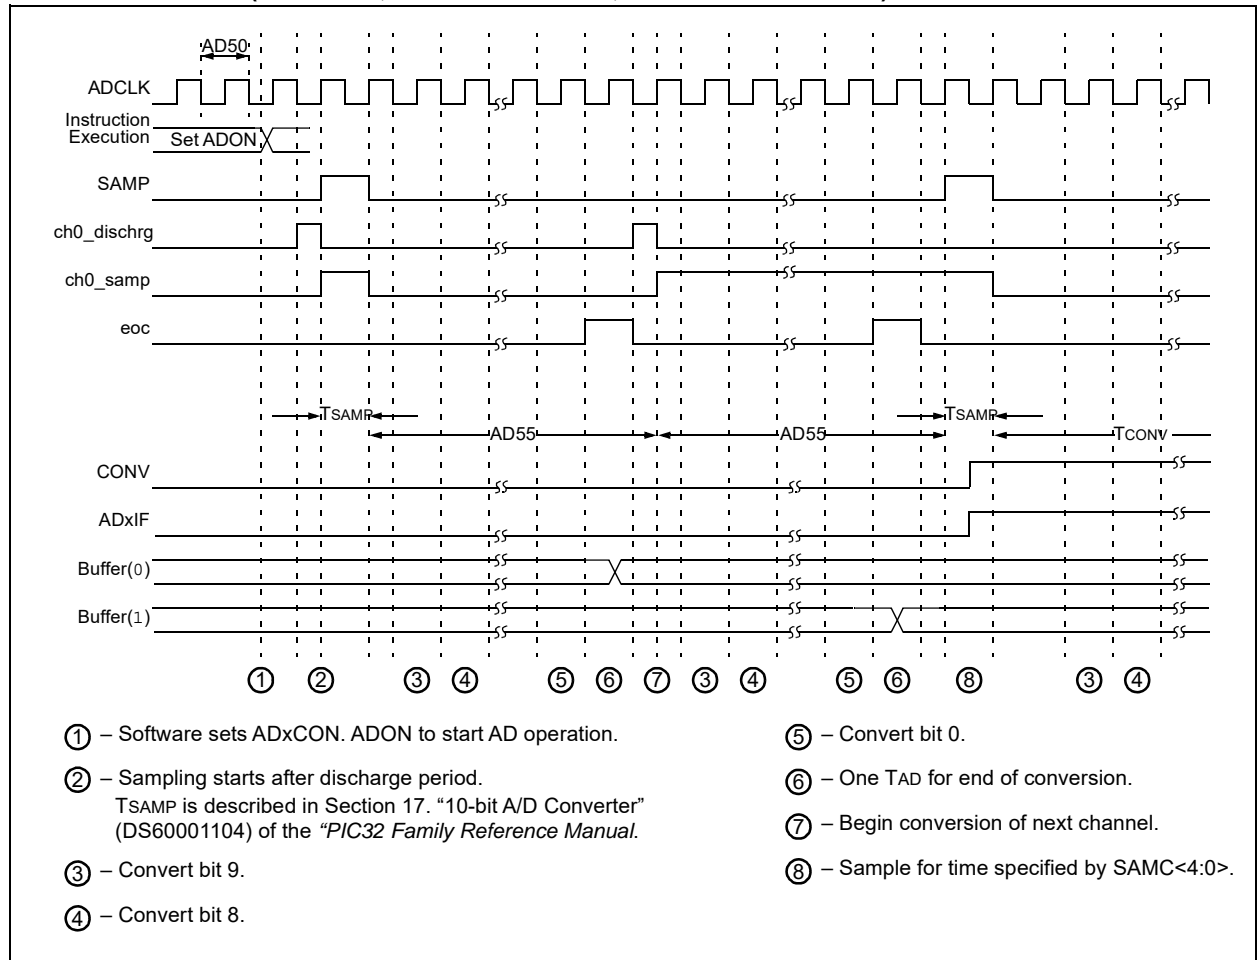 AD50
ADCLK
Instruction
Execution
Set ADON
SAMP
ch0_dischrg
ch0_samp
eoc
TSAMP
TSAMP
AD55
AD55
TCONV
CONV
ADxIF
Buffer(0)
Buffer(1)
1 2 3 4 5 6 7 3 4 5 6 8 3 4
1 – Software sets ADxCON. ADON to start AD operation.
2 – Sampling starts after discharge period.
TSAMP is described in Section 17. “10-bit A/D Converter”
(DS60001104) of the “PIC32 Family Reference Manual.
3 – Convert bit 9.
4 – Convert bit 8.
5 – Convert bit 0.
6 – One TAD for end of conversion.
7 – Begin conversion of next channel.
8 – Sample for time specified by SAMC<4:0>.